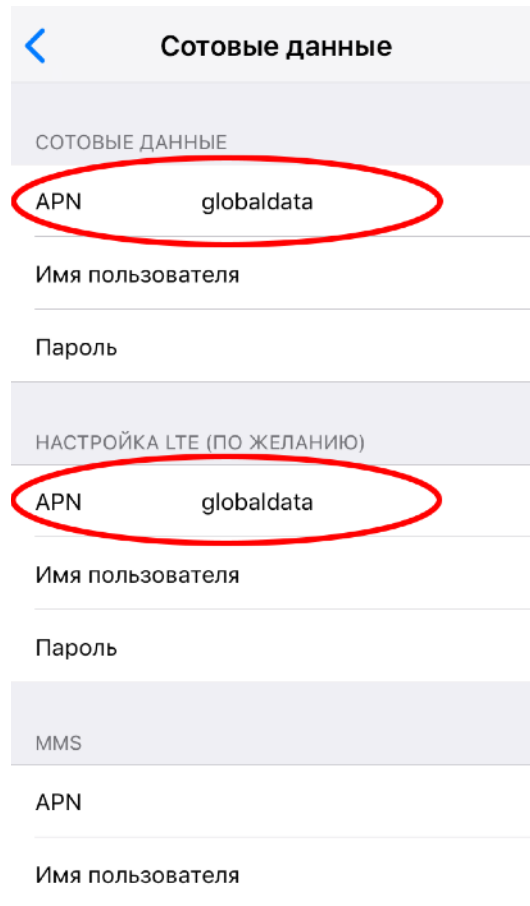 Сотовые данные
СОТОВЫЕ ДАННЫЕ
APN globaldata
Имя пользователя
Пароль
НАСТРОЙКА LTE (ПО ЖЕЛАНИЮ)
APN globaldata
Имя пользователя
Пароль
MMS
APN
Имя пользователя